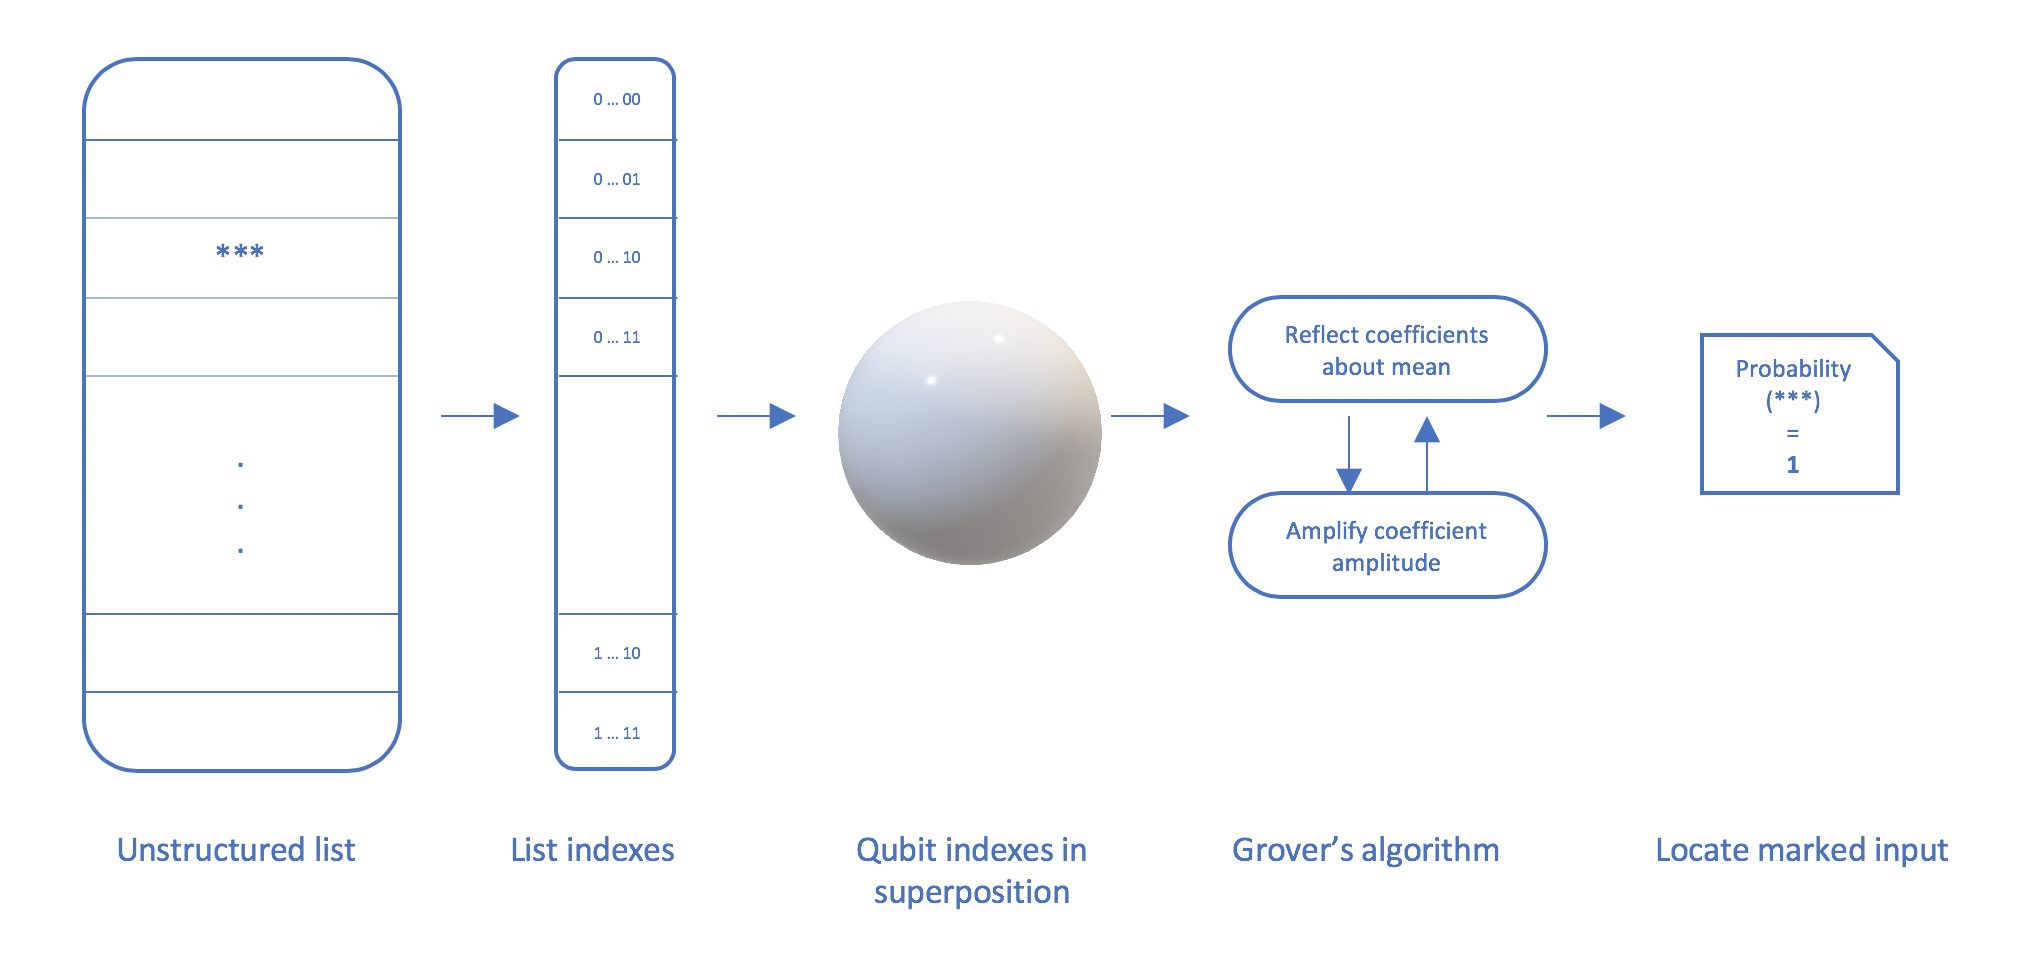 ***
.
.
.
0 ... 00
0 ... 01
0 ... 10
0 ... 11
1 ... 10
1 ... 11
Reflect coefficients
about mean
Amplify coefficient
amplitude
Probability
(***)
=
1
Unstructured list
List indexes
Qubit indexes in
superposition
Grover’s algorithm
Locate marked input